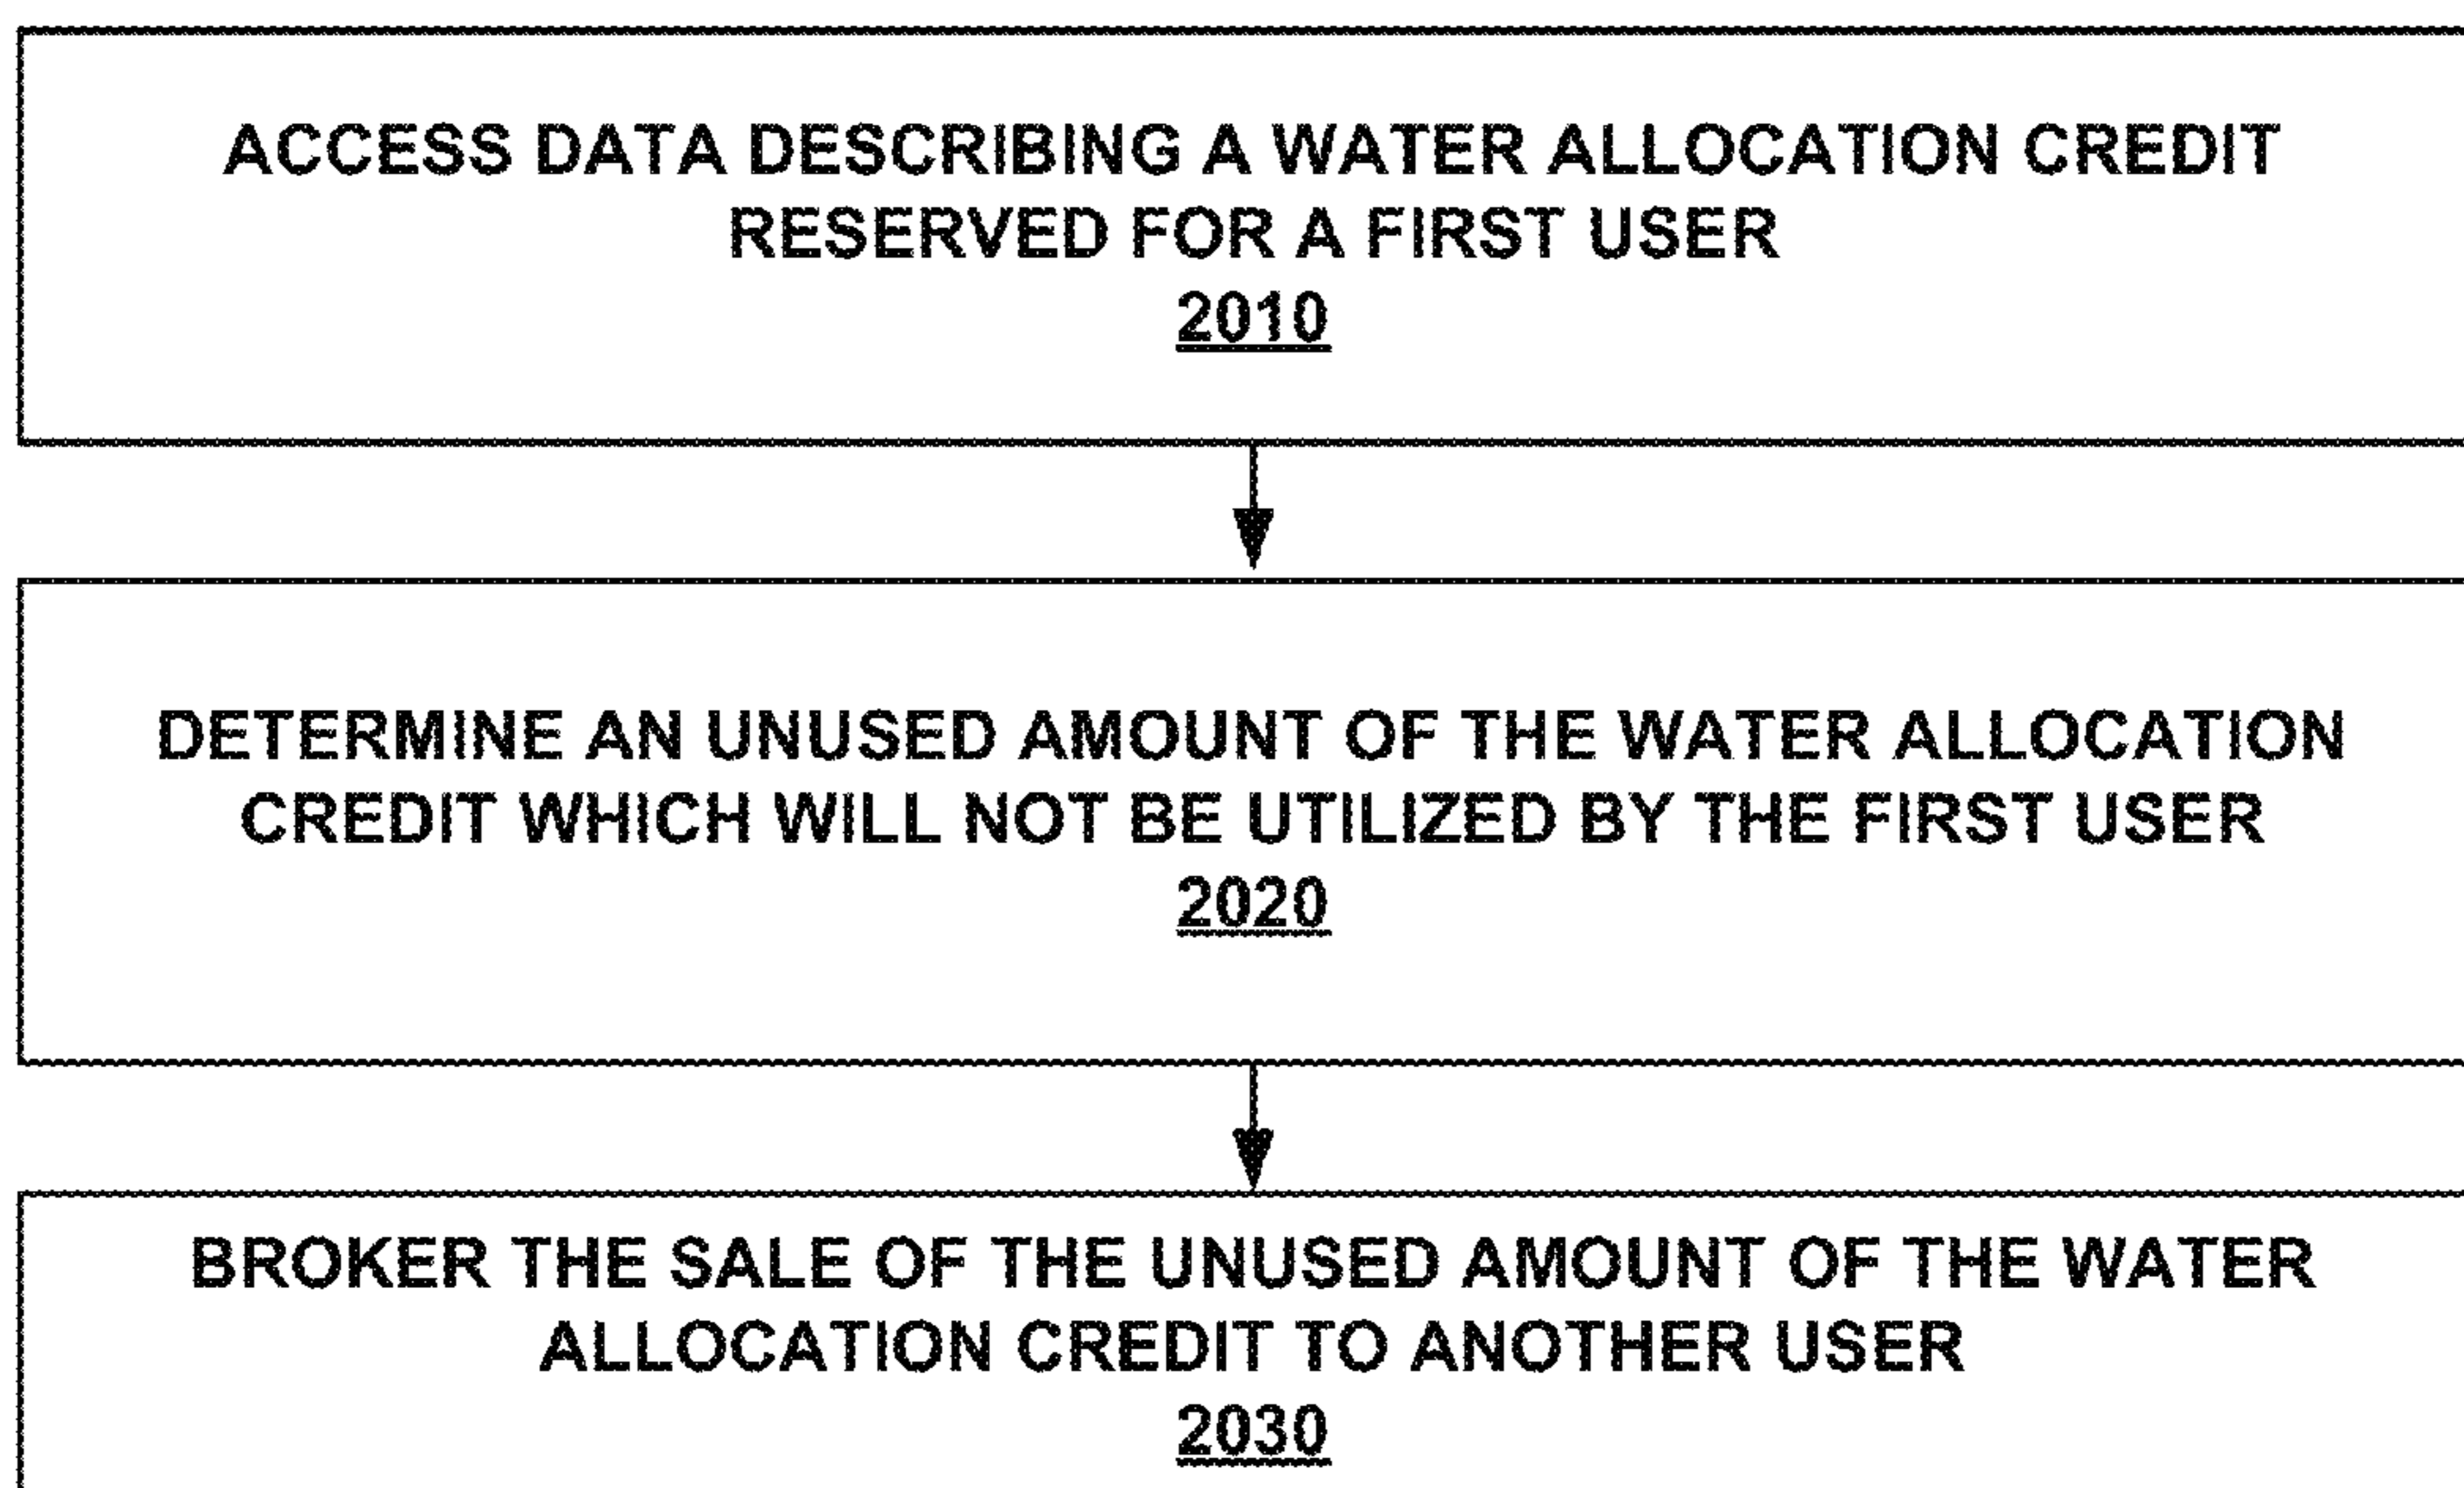 ACCESS DATA DESCRIBING A WATER ALLOCATION CREDIT
RESERVED FOR A FIRST USER
2010
DETERMINE AN UNUSED AMOUNT OF THE WATER ALLOCATION
CREDIT WHICH WILL NOT BE UTILIZED BY THE FIRST USER
2020
BROKER THE SALE OF THE UNUSED AMOUNT OF THE WATER
ALLOCATION CREDIT TO ANOTHER USER
2030